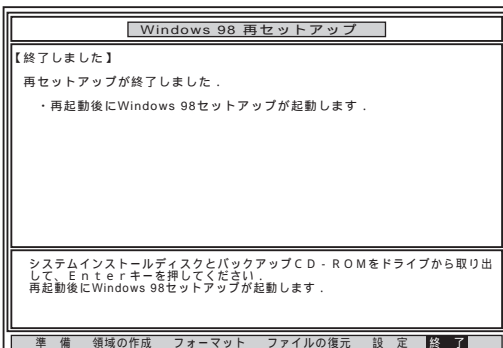 Windows 98 再セットアップ
【終了しました】
再セットアップが終了しました．
・再起動後にWindows 98セットアップが起動します．
システムインストールディスクとバックアップＣＤ‐ＲＯＭをドライブから取り出
して、Ｅｎｔｅｒキーを押してください．
再起動後にWindows 98セットアップが起動します．
準　備　領域の作成　フォーマット　ファイルの復元　設　定　終　了